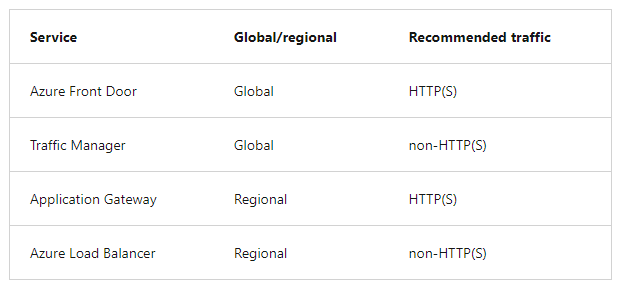 Service Global/regional Recommended traffic
Azure Front Door Global HTTP(S)
Traffic Manager Global non-HTTP(S)
Application Gateway Regional HTTP(S)
Azure Load Balancer Regional non-HTTP(S)